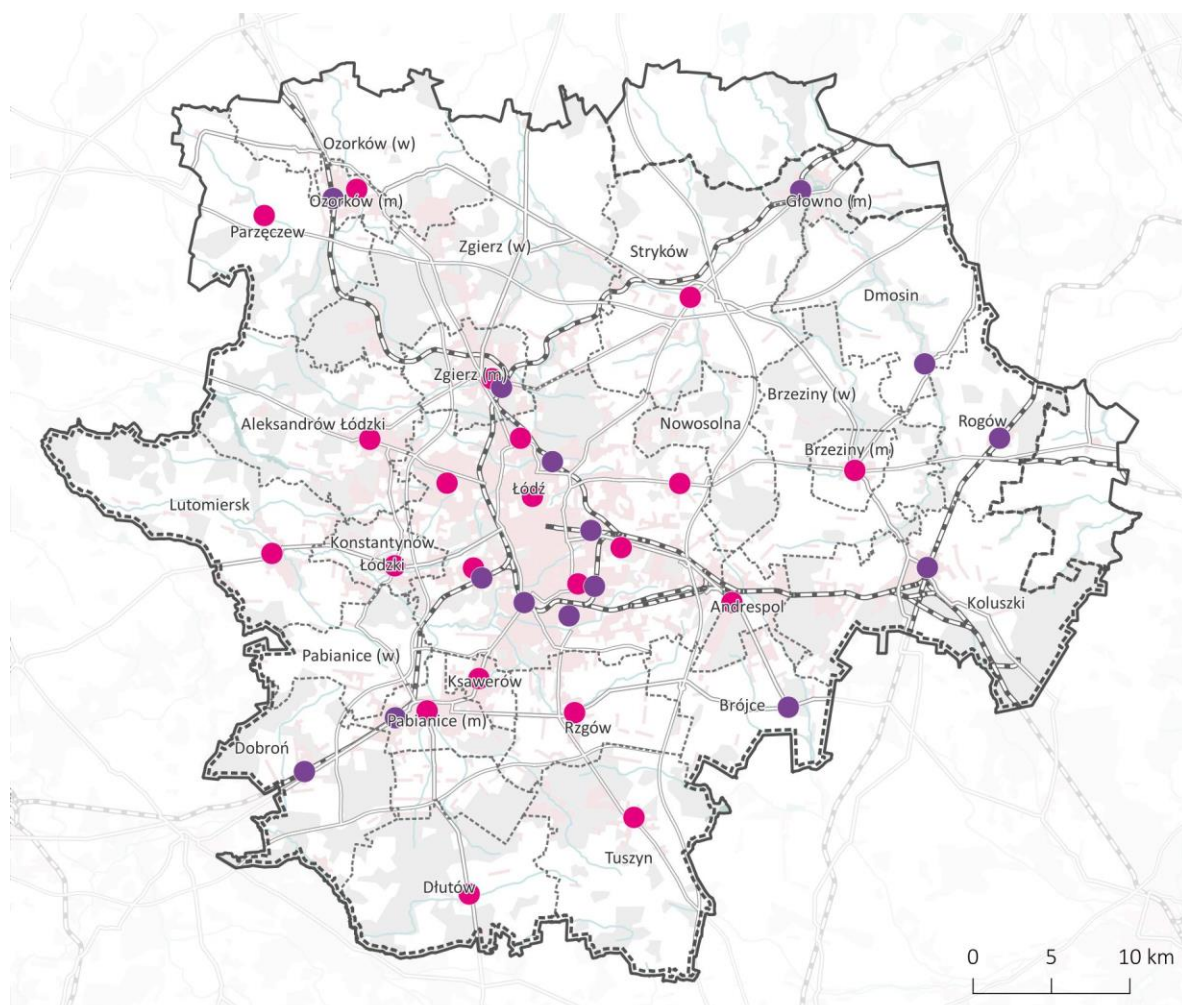 Ozorków (w)
Ozorków (m)
Głowno (m)
Parzęczew
Zgierz (w)
Stryków
Dmosin
Zgierz (m)
Brzeziny (w)
Aleksandrów Łódzki
Nowosolna
Rogów
Brzeziny (m)
Łódź
Lutomiersk
Konstantynów
Łódzki
Andrespol
Koluszki
Pabianice (w)
Ksawerów
Brójce
Pabianice (m)
Rzgów
Dobroń
Tuszyn
Dłutów
0 5 10 km